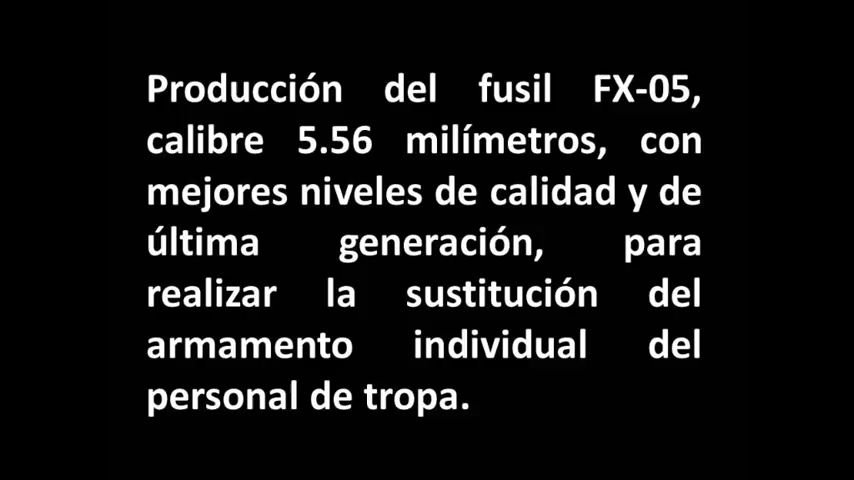 Producción del fusil FX-05,
calibre 5.56 milímetros, con
mejores niveles de calidad y de
última generación, para
realizar la sustitución del
armamento individual del
personal de tropa.